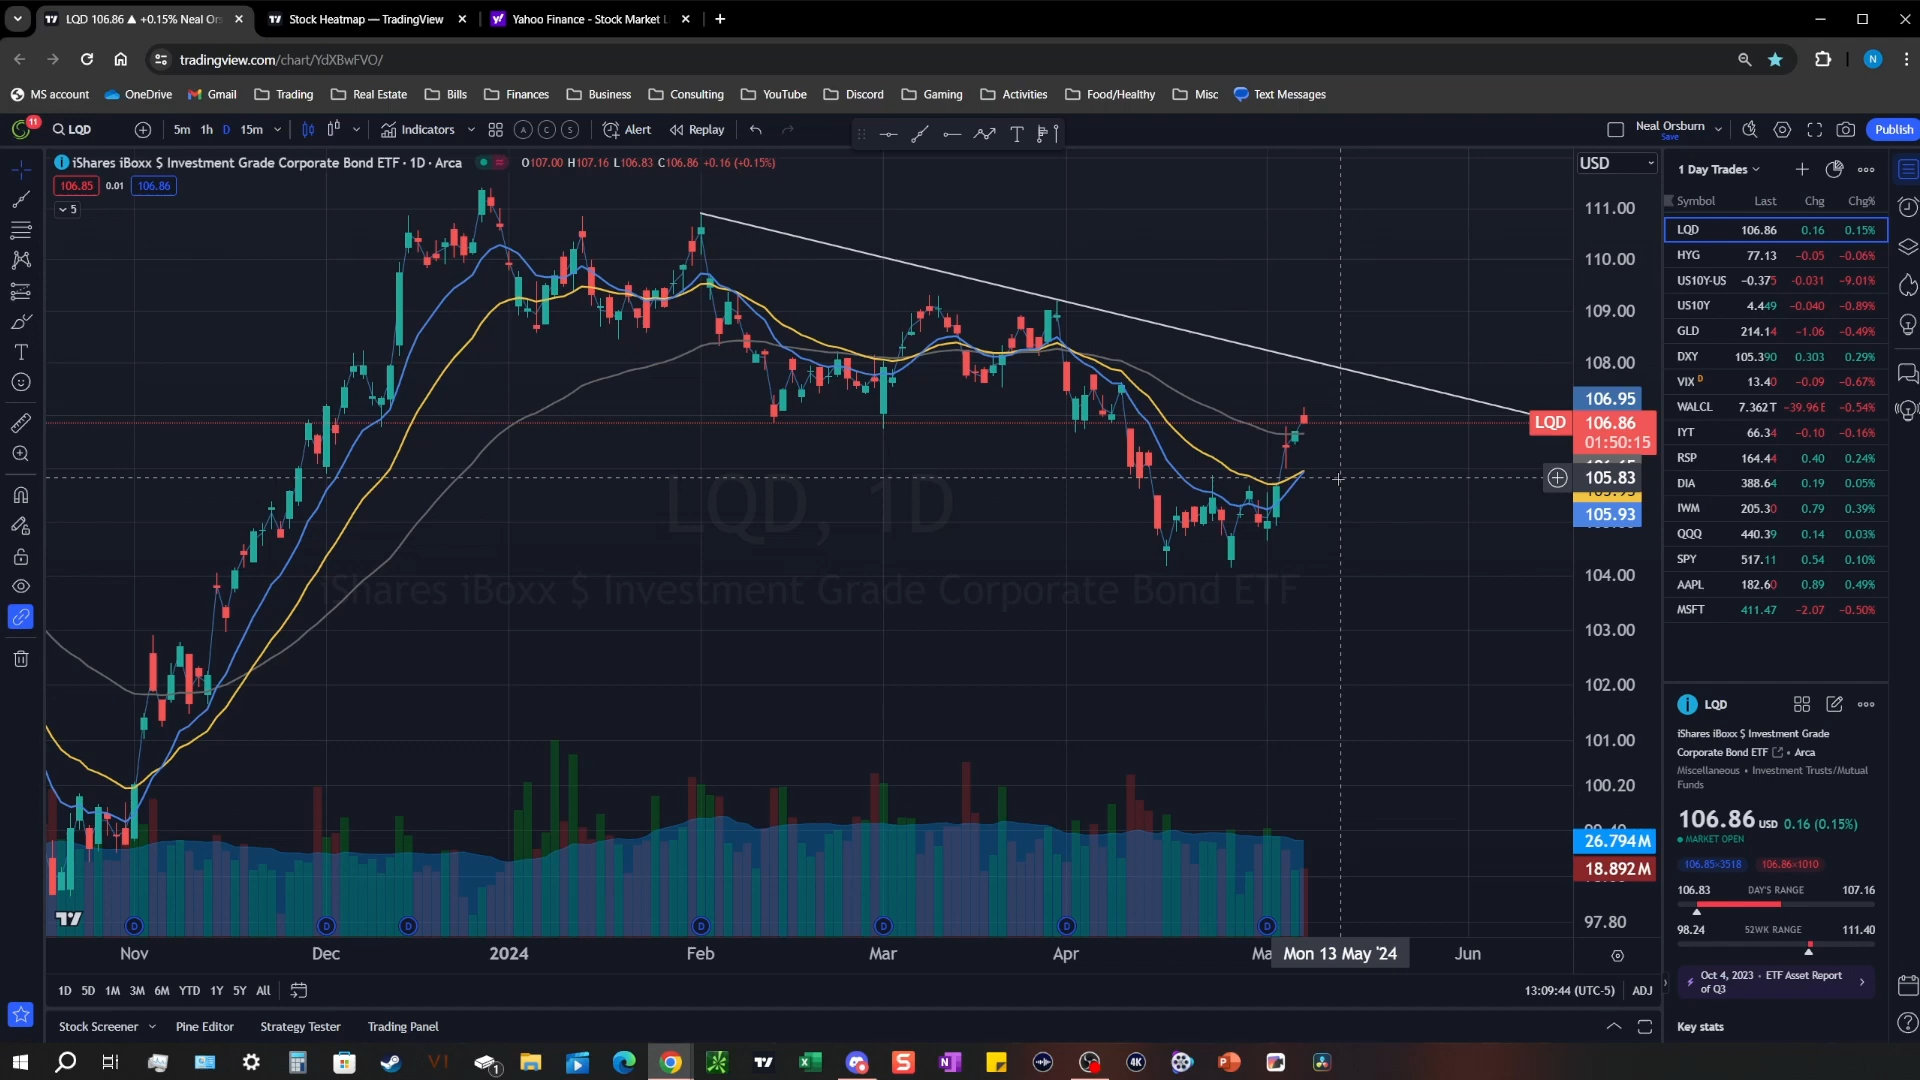 LQD 106.86 ▲ +0.15% Neal Ors
Stock Heatmap — TradingView
Yahoo Finance - Stock Market
tradingview.com/chart/YdXBwFVO/
N
MS account OneDrive Gmail Trading Real Estate Bills Finances Business Consulting YouTube Discord Gaming Activities Food/Healthy Misc Text Messages
11
LQD 5m 1h D 15m Indicators A C S Alert Replay
Neal Orsburn
Save
Publish
iShares iBoxx $ Investment Grade Corporate Bond ETF · 1D · Arca
O107.00 H107.16 L106.83 C106.86 +0.16 (+0.15%)
106.85 0.01 106.86
5
LQD, 1D
iShares iBoxx $ Investment Grade Corporate Bond ETF
USD
111.00
110.00
109.00
108.00
106.95
LQD 106.86
01:50:15
105.83
105.93
104.00
103.00
102.00
101.00
100.20
26.794M
18.892M
97.80
D D D D D D D
Nov Dec 2024 Feb Mar Apr Ma Mon 13 May '24 Jun
1D 5D 1M 3M 6M YTD 1Y 5Y All
13:09:44 (UTC-5) ADJ
Stock Screener Pine Editor Strategy Tester Trading Panel
1 Day Trades
Symbol Last Chg Chg%
LQD 106.86 0.16 0.15%
HYG 77.13 −0.05 −0.06%
US10Y-US −0.375 −0.031 −9.01%
US10Y 4.449 −0.040 −0.89%
GLD 214.14 −1.06 −0.49%
DXY 105.390 0.303 0.29%
VIX D 13.40 −0.09 −0.67%
WALCL 7.362T −39.96E −0.54%
IYT 66.34 −0.10 −0.16%
RSP 164.44 0.40 0.24%
DIA 388.64 0.19 0.05%
IWM 205.30 0.79 0.39%
QQQ 440.39 0.14 0.03%
SPY 517.11 0.54 0.10%
AAPL 182.60 0.89 0.49%
MSFT 411.47 −2.07 −0.50%
LQD
iShares iBoxx $ Investment Grade
Corporate Bond ETF • Arca
Miscellaneous • Investment Trusts/Mutual
Funds
106.86 USD 0.16 (0.15%)
MARKET OPEN
106.85×3518 106.86×1010
106.83 DAY'S RANGE 107.16
98.24 52WK RANGE 111.40
Oct 4, 2023 • ETF Asset Report
of Q3
Key stats